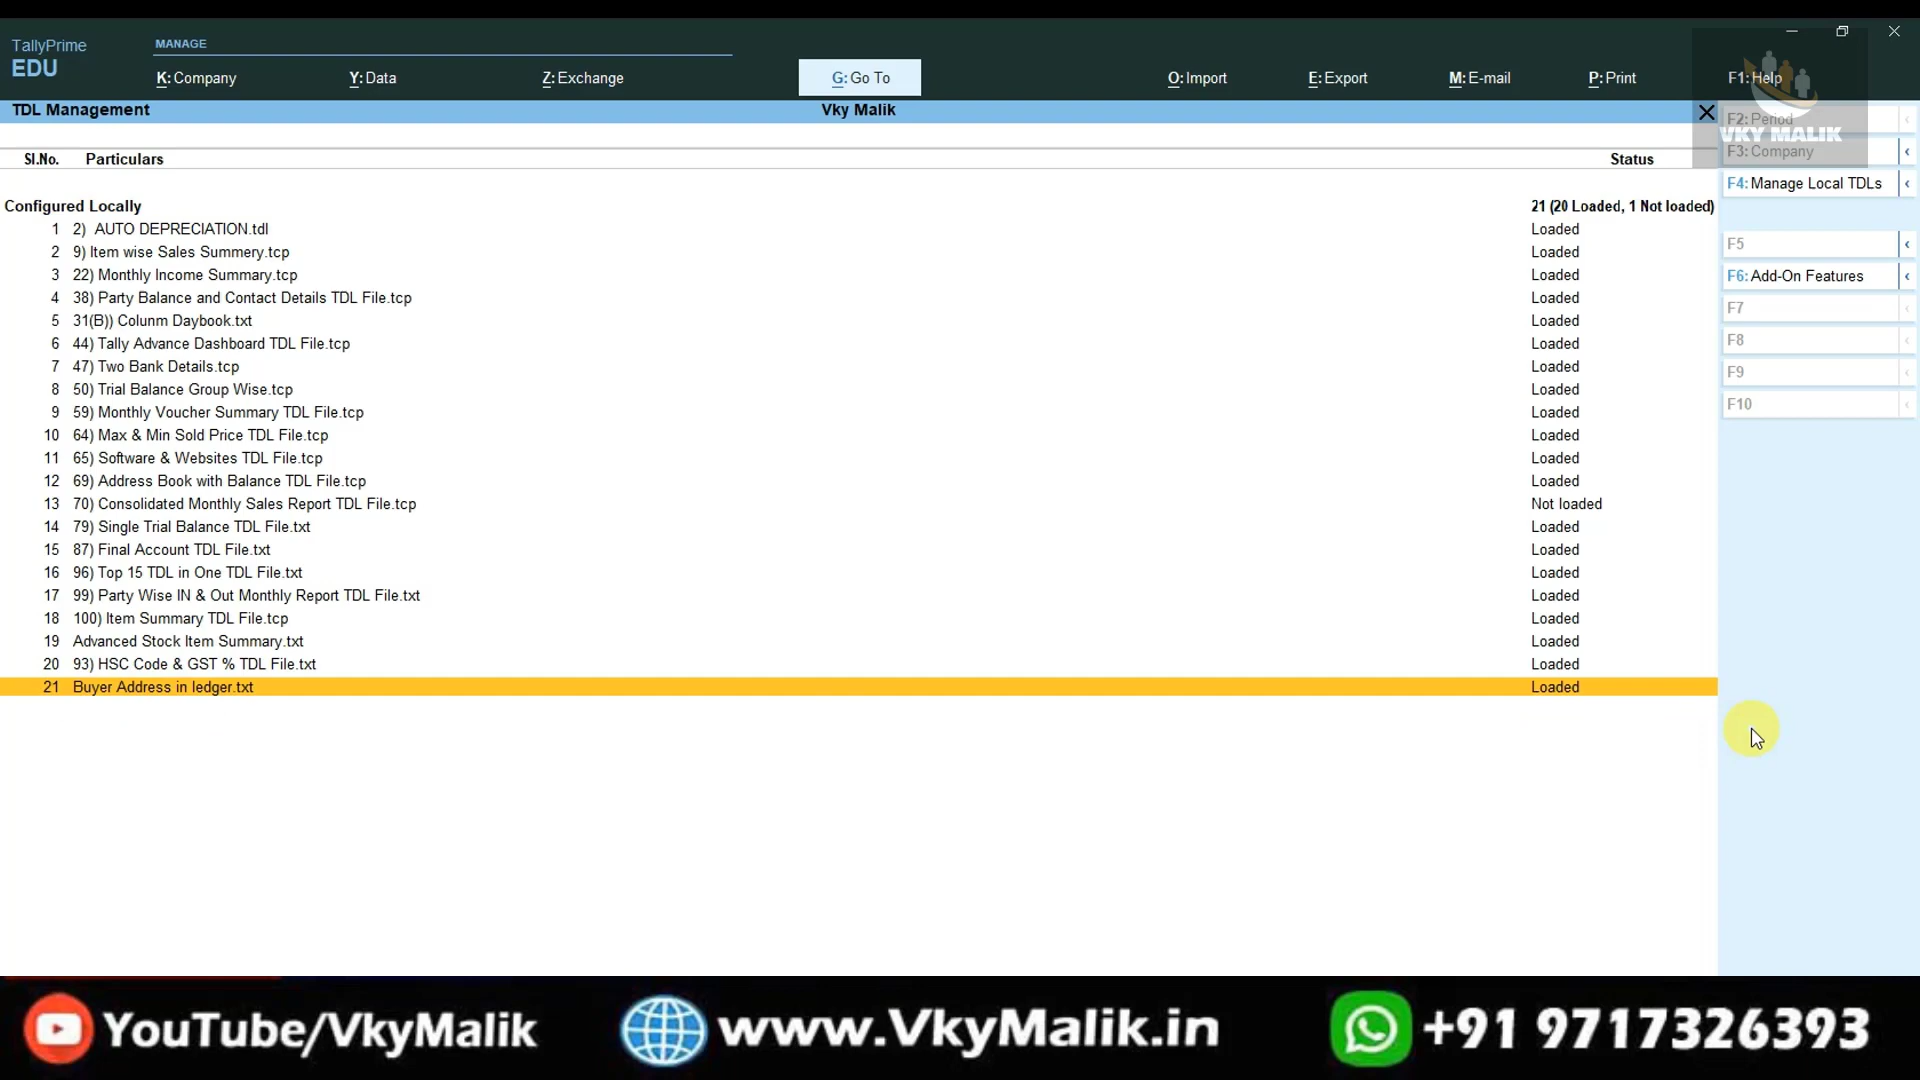 TallyPrime
EDU
MANAGE
K: Company
Y: Data
Z: Exchange
G: Go To
O: Import
E: Export
M: E-mail
P: Print
F1: Help
TDL Management
Vky Malik
VKY MALIK
F2: Period
F3: Company
F4: Manage Local TDLs
F5
F6: Add-On Features
F7
F8
F9
F10
Sl.No. Particulars Status
Configured Locally 21 (20 Loaded, 1 Not loaded)
1 2) AUTO DEPRECIATION.tdl Loaded
2 9) Item wise Sales Summery.tcp Loaded
3 22) Monthly Income Summary.tcp Loaded
4 38) Party Balance and Contact Details TDL File.tcp Loaded
5 31(B)) Colunm Daybook.txt Loaded
6 44) Tally Advance Dashboard TDL File.tcp Loaded
7 47) Two Bank Details.tcp Loaded
8 50) Trial Balance Group Wise.tcp Loaded
9 59) Monthly Voucher Summary TDL File.tcp Loaded
10 64) Max & Min Sold Price TDL File.tcp Loaded
11 65) Software & Websites TDL File.tcp Loaded
12 69) Address Book with Balance TDL File.tcp Loaded
13 70) Consolidated Monthly Sales Report TDL File.tcp Not loaded
14 79) Single Trial Balance TDL File.txt Loaded
15 87) Final Account TDL File.txt Loaded
16 96) Top 15 TDL in One TDL File.txt Loaded
17 99) Party Wise IN & Out Monthly Report TDL File.txt Loaded
18 100) Item Summary TDL File.tcp Loaded
19 Advanced Stock Item Summary.txt Loaded
20 93) HSC Code & GST % TDL File.txt Loaded
21 Buyer Address in ledger.txt Loaded
YouTube/VkyMalik
www.VkyMalik.in
+91 9717326393